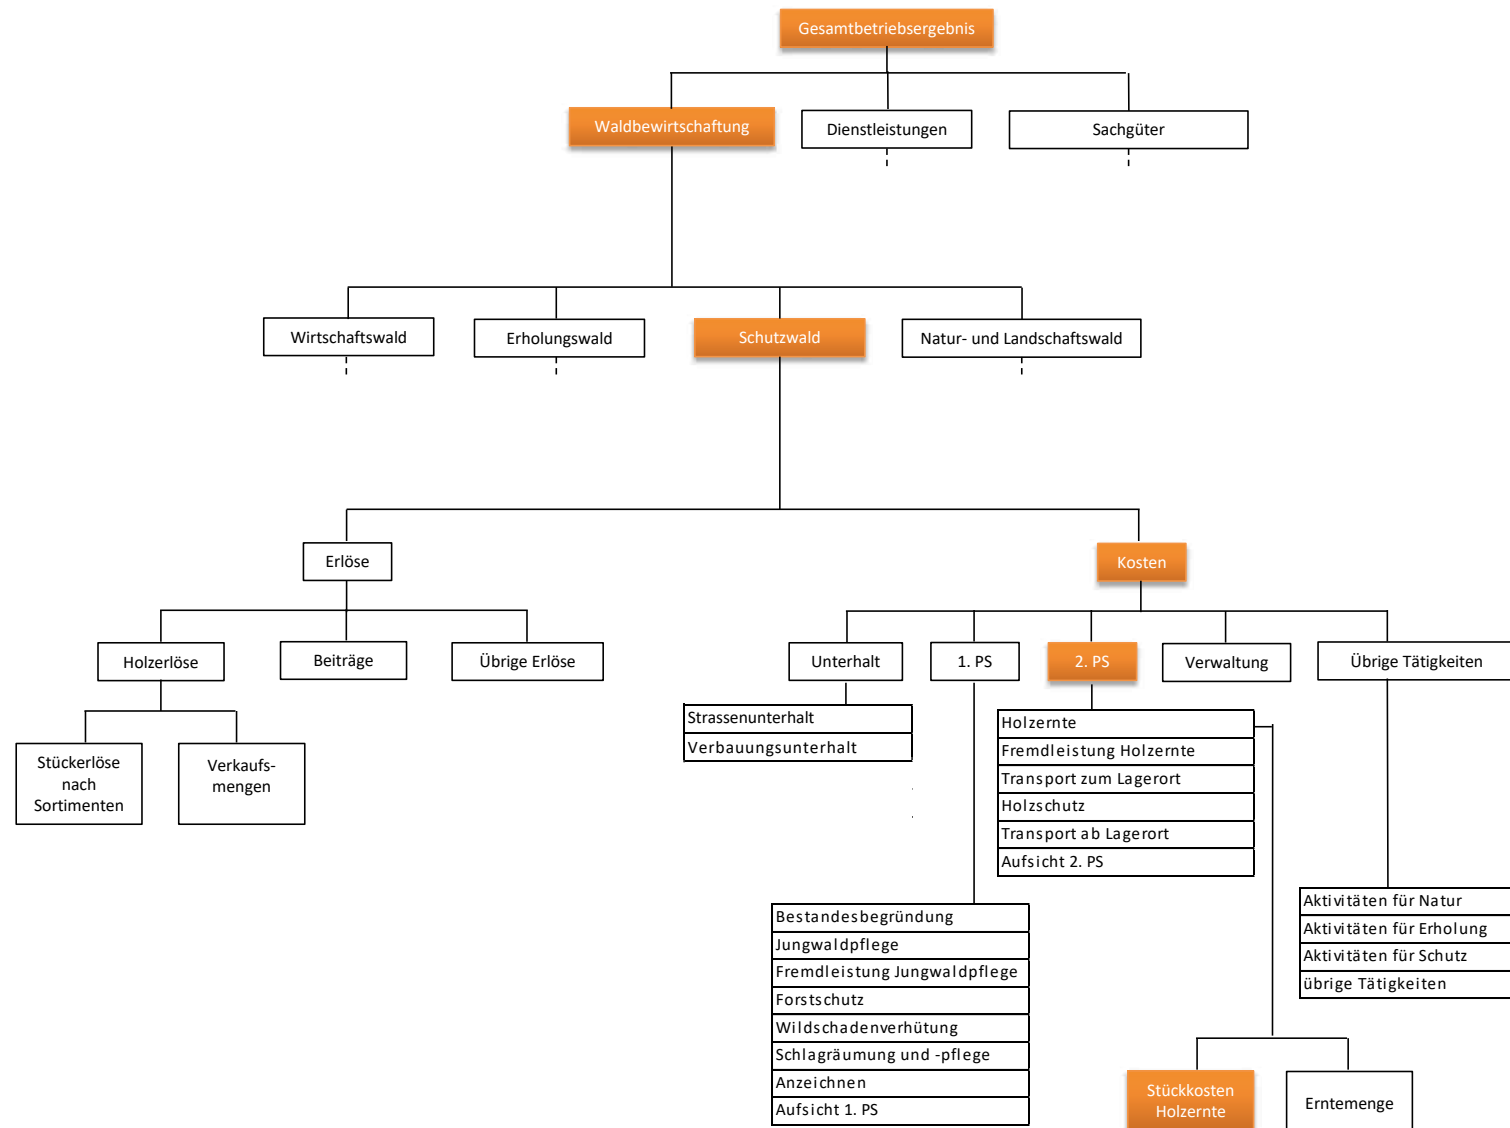 Gesamtbetriebsergebnis
Waldbewirtschaftung
Dienstleistungen
Sachgüter
Wirtschaftswald
Erholungswald
Schutzwald
Natur- und Landschaftswald
Erlöse
Kosten
Holzerlöse
Beiträge
Übrige Erlöse
Unterhalt
1. PS
2. PS
Verwaltung
Übrige Tätigkeiten
Stückerlöse
nach
Sortimenten
Verkaufs-
mengen
Strassenunterhalt
Verbauungsunterhalt
Holzernte
Fremdleistung Holzernte
Transport zum Lagerort
Holzschutz
Transport ab Lagerort
Aufsicht 2. PS
Bestandesbegründung
Jungwaldpflege
Fremdleistung Jungwaldpflege
Forstschutz
Wildschadenverhütung
Schlagräumung und -pflege
Anzeichnen
Aufsicht 1. PS
Aktivitäten für Natur
Aktivitäten für Erholung
Aktivitäten für Schutz
übrige Tätigkeiten
Stückkosten
Holzernte
Erntemenge